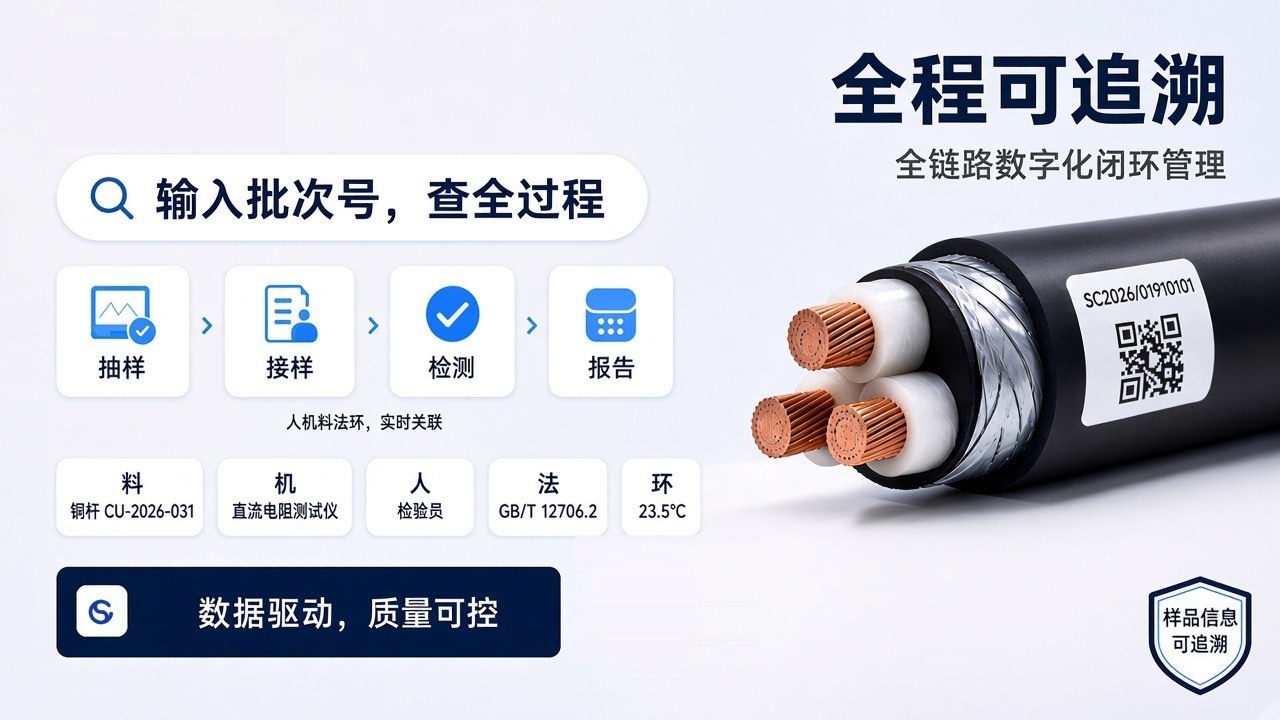 全程可追溯
全链路数字化闭环管理
输入批次号，查全过程
抽样
接样
检测
报告
人机料法环，实时关联
料
铜杆 CU-2026-031
机
直流电阻测试仪
人
检验员
法
GB/T 12706.2
环
23.5°C
数据驱动，质量可控
SC2026/01910101
样品信息
可追溯